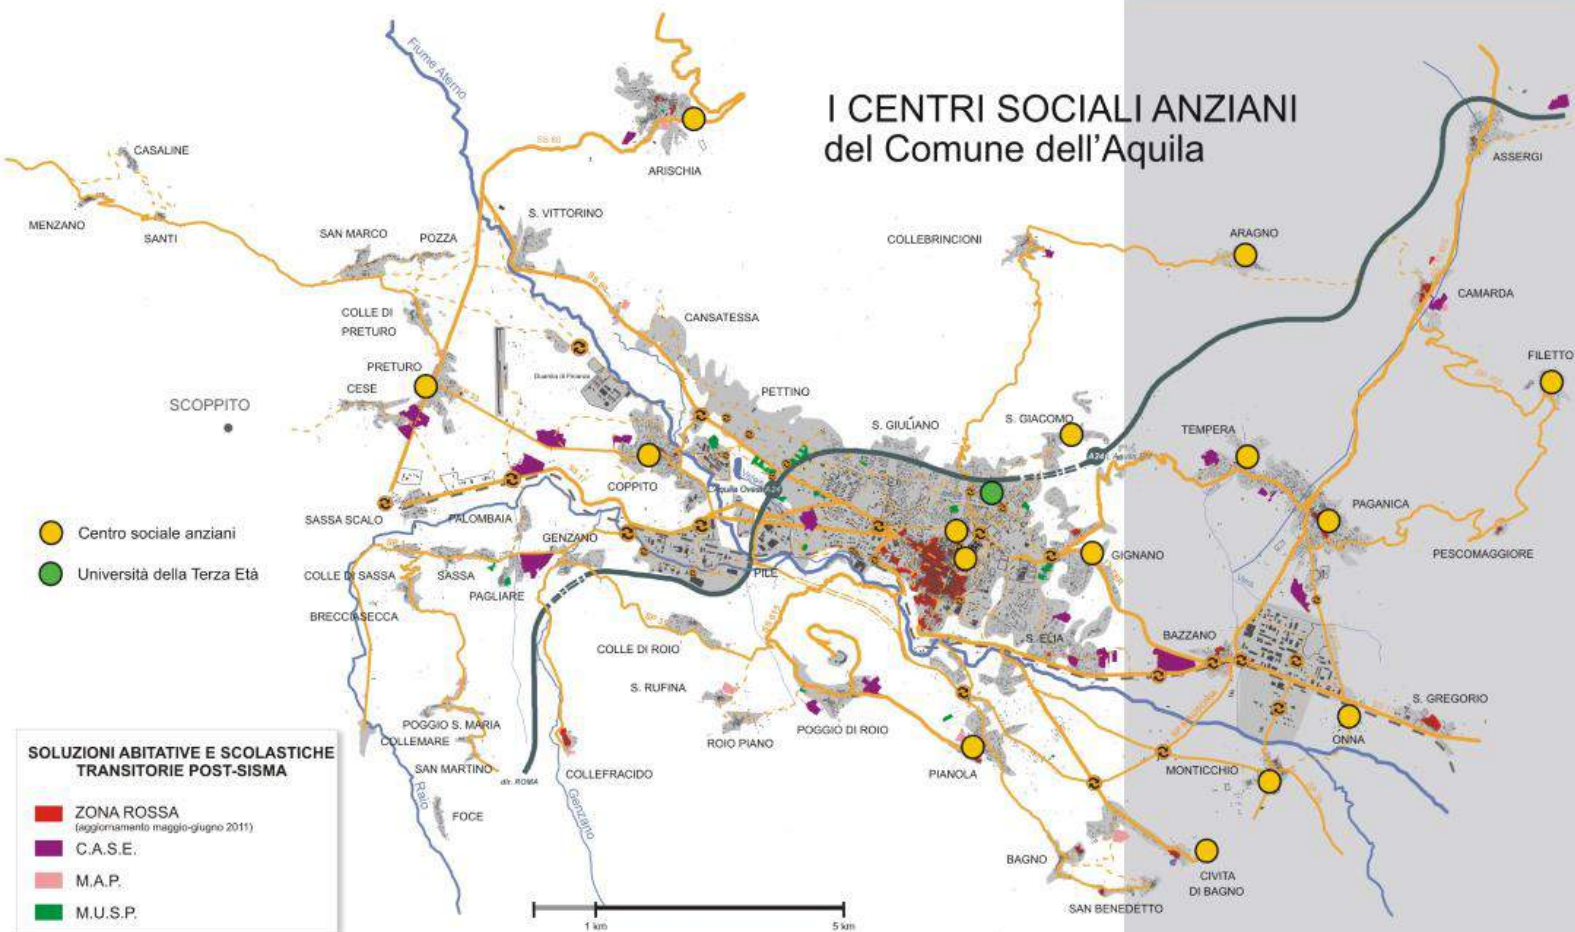 I CENTRI SOCIALI ANZIANI
del Comune dell'Aquila
Fiume Aterno
SS 80
ARISCHIA
ASSERGI
CASALINE
MENZANO
SANTI
SAN MARCO
POZZA
S. VITTORINO
COLLEBRINCIONI
ARAGNO
CAMARDA
COLLE DI
PRETURO
CANSATESSA
FILETTO
PRETURO
CESE
PETTINO
SCOPPITO
S. GIULIANO
S. GIACOMO
TEMPERA
COPPITO
PAGANICA
PESCOMAGGIORE
SASSA SCALO
PALOMBAIA
GENZANO
GIGNANO
Centro sociale anziani
Università della Terza Età
COLLE DI SASSA
SASSA
PAGLIARE
PILE
BRECCIASECCA
COLLE DI ROIO
S. ELIA
BAZZANO
S. RUFINA
S. GREGORIO
POGGIO S. MARIA
COLLEMARE
ROIO PIANO
POGGIO DI ROIO
ONNA
SAN MARTINO
dir. ROMA
COLLEFRACIDO
PIANOLA
MONTICCHIO
Raio
Genzano
FOCE
BAGNO
CIVITA
DI BAGNO
SAN BENEDETTO
SOLUZIONI ABITATIVE E SCOLASTICHE
TRANSITORIE POST-SISMA
ZONA ROSSA
(aggiornamento maggio-giugno 2011)
C.A.S.E.
M.A.P.
M.U.S.P.
1 km
5 km